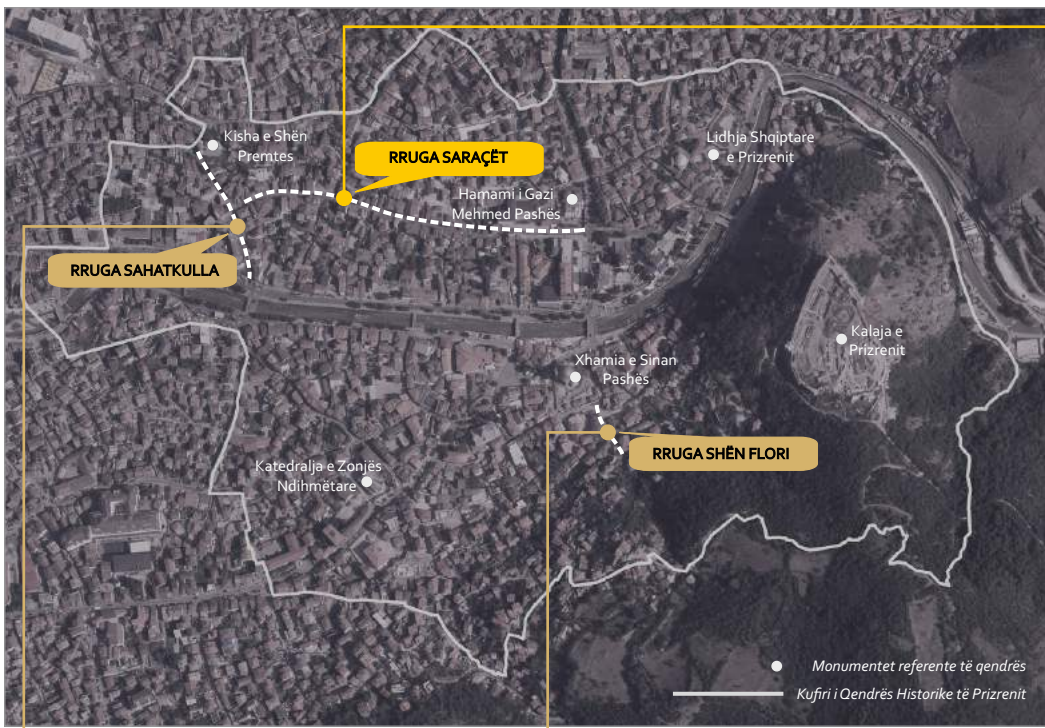 Kisha e Shën
Premtes
RRUGA SARAÇËT
Lidhja Shqiptare
e Prizrenit
Hamami i Gazi
Mehmed Pashës
RRUGA SAHATKULLA
Kalaja e
Prizrenit
Xhamia e Sinan
Pashës
RRUGA SHËN FLORI
Katedralja e Zonjës
Ndihmëtare
Monumentet referente të qendrës
Kufiri i Qendrës Historike të Prizrenit